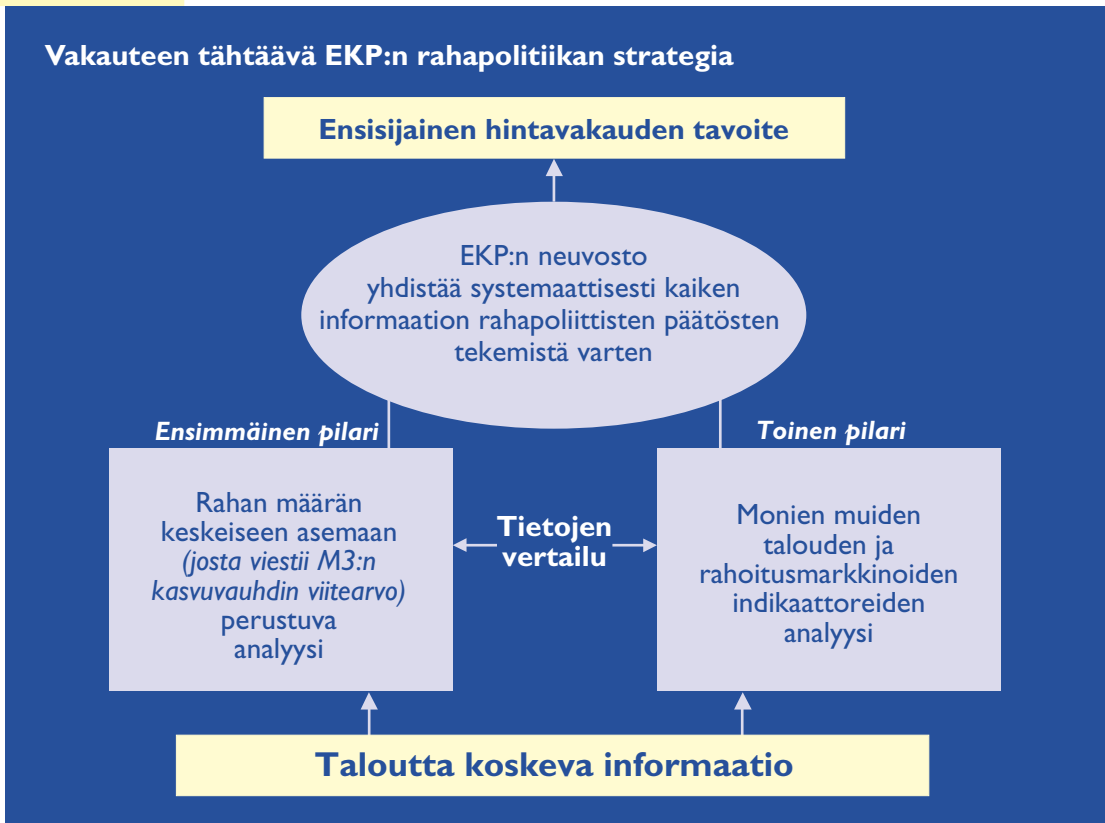 Vakauteen tähtäävä EKP:n rahapolitiikan strategia
Ensisijainen hintavakauden tavoite
EKP:n neuvosto
yhdistää systemaattisesti kaiken
informaation rahapoliittisten päätösten
tekemistä varten
Ensimmäinen pilari
Toinen pilari
Rahan määrän
keskeiseen asemaan
(josta viestii M3:n
kasvuvauhdin viitearvo)
perustuva
analyysi
Tietojen
vertailu
Monien muiden
talouden ja
rahoitusmarkkinoiden
indikaattoreiden
analyysi
Taloutta koskeva informaatio